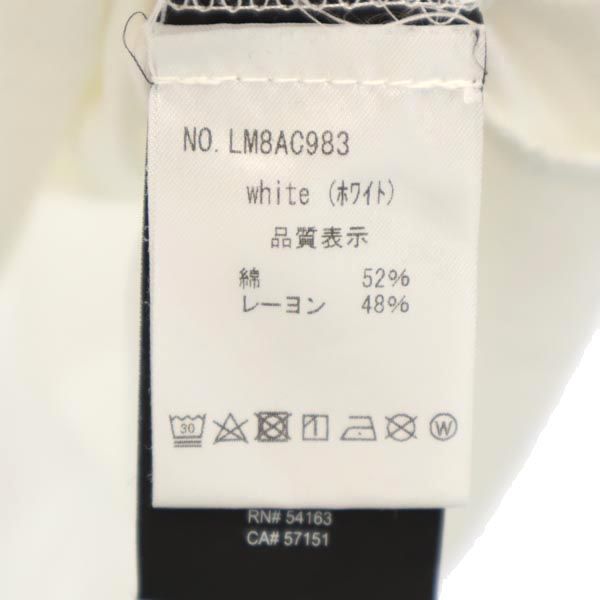 NO. LM8AC983
white (ホワイト)
品質表示
綿 52%
レーヨン 48%
30 W
RN# 54163
CA# 57151